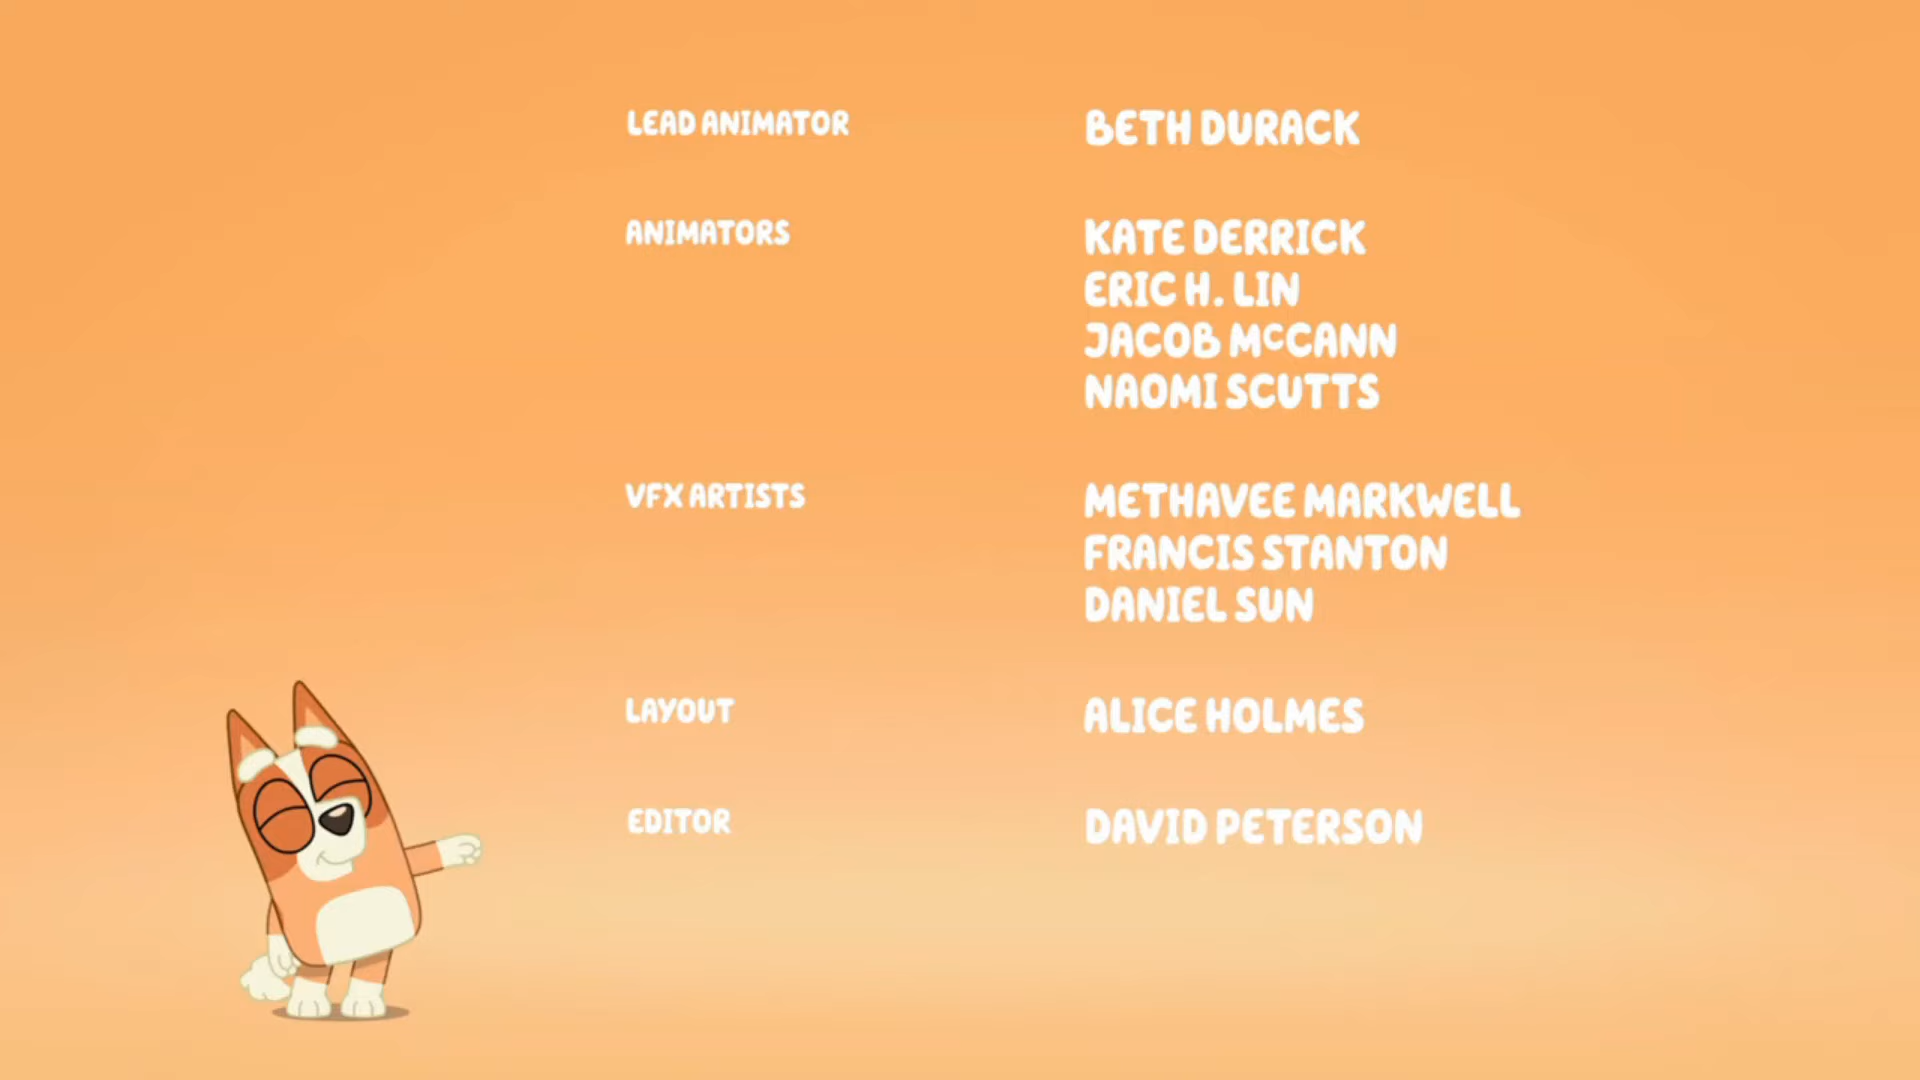 LEAD ANIMATOR BETH DURACK
ANIMATORS KATE DERRICK
ERIC H. LIN
JACOB McCANN
NAOMI SCUTTS
VFX ARTISTS METHAVEE MARKWELL
FRANCIS STANTON
DANIEL SUN
LAYOUT ALICE HOLMES
EDITOR DAVID PETERSON